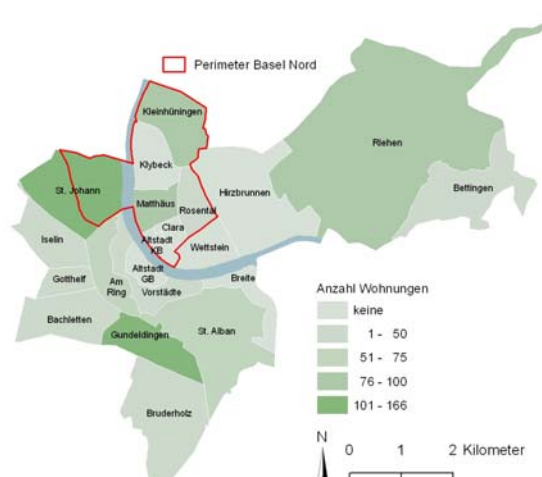 Perimeter Basel Nord
Kleinhüningen
Klybeck
Riehen
Bettingen
St. Johann
Hirzbrunnen
Matthäus
Rosental
Clara
Iselin
Altstadt
KB
Wettstein
Gotthelf
Am
Ring
Altstadt
GB
Vorstädte
Breite
Bachletten
Gundeldingen
St. Alban
Bruderholz
Anzahl Wohnungen
keine
1 - 50
51 - 75
76 - 100
101 - 166
N
0 1 2 Kilometer